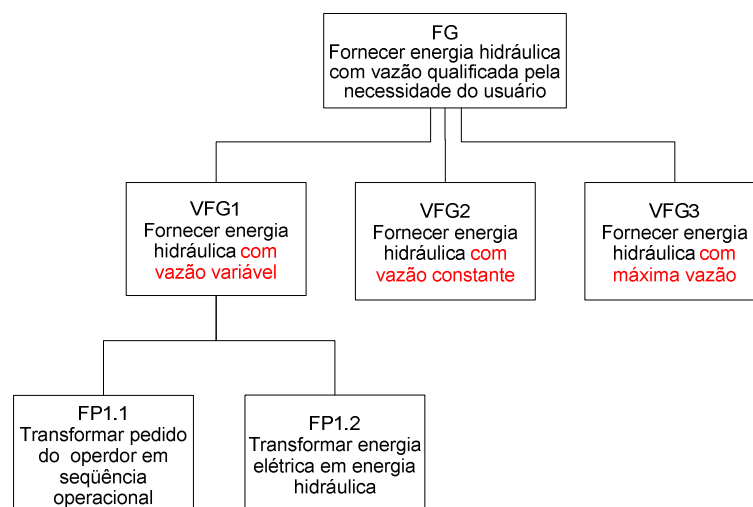 FG
Fornecer energia hidráulica
com vazão qualificada pela
necessidade do usuário
VFG1
Fornecer energia
hidráulica com
vazão variável
VFG2
Fornecer energia
hidráulica com
vazão constante
VFG3
Fornecer energia
hidráulica com
máxima vazão
FP1.1
Transformar pedido
do operdor em
seqüência
operacional
FP1.2
Transformar energia
elétrica em energia
hidráulica